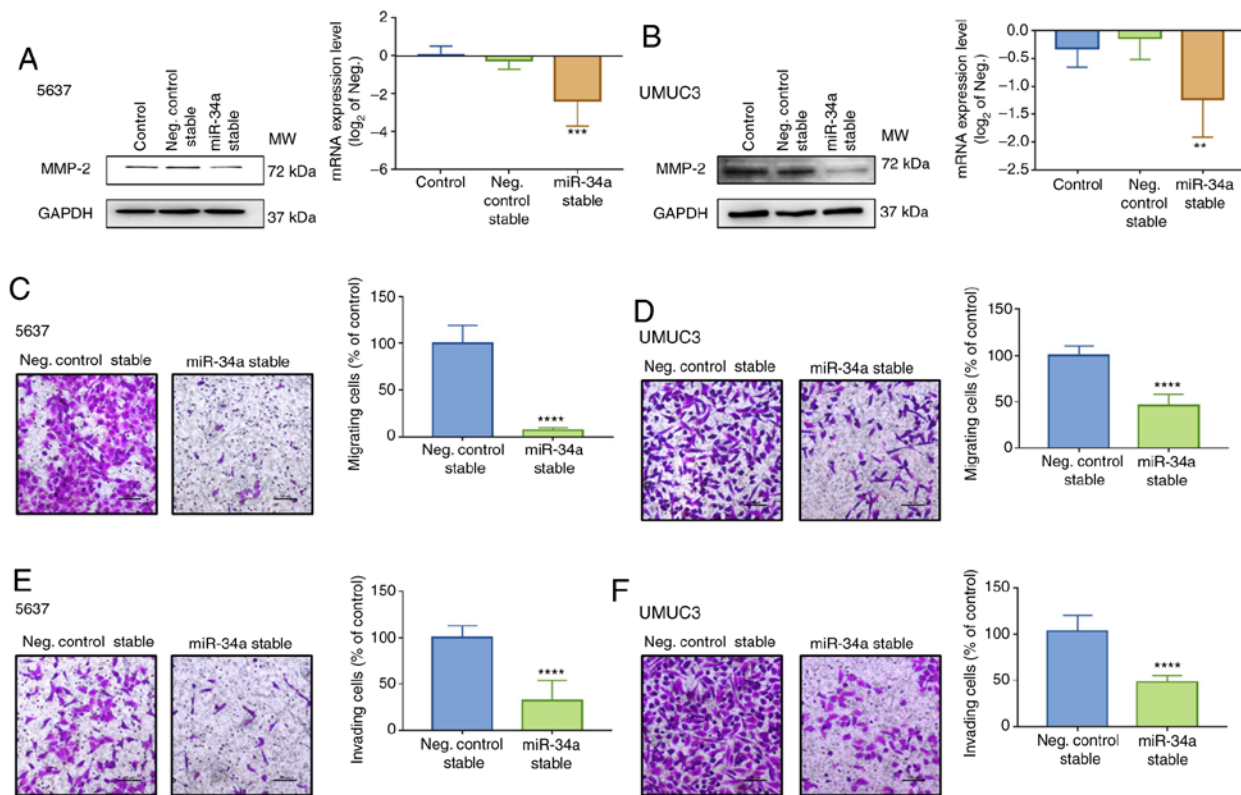 A
5637
Control
Neg. control
stable
miR-34a
stable
MW
MMP-2
72 kDa
GAPDH
37 kDa
mRNA expression level
(log2 of Neg.)
2
0
−2
−4
−6
***
Control
Neg.
control
stable
miR-34a
stable
B
UMUC3
Control
Neg. control
stable
miR-34a
stable
MW
MMP-2
72 kDa
GAPDH
37 kDa
mRNA expression level
(log2 of Neg.)
0.0
−0.5
−1.0
−1.5
−2.0
−2.5
**
Control
Neg.
control
stable
miR-34a
stable
C
5637
Neg. control stable
miR-34a stable
Migrating cells (% of control)
150
100
50
0
****
Neg. control
stable
miR-34a
stable
D
UMUC3
Neg. control stable
miR-34a stable
Migrating cells (% of control)
150
100
50
0
****
Neg. control
stable
miR-34a
stable
E
5637
Neg. control stable
miR-34a stable
Invading cells (% of control)
150
100
50
0
****
Neg. control
stable
miR-34a
stable
F
UMUC3
Neg. control stable
miR-34a stable
Invading cells (% of control)
150
100
50
0
****
Neg. control
stable
miR-34a
stable